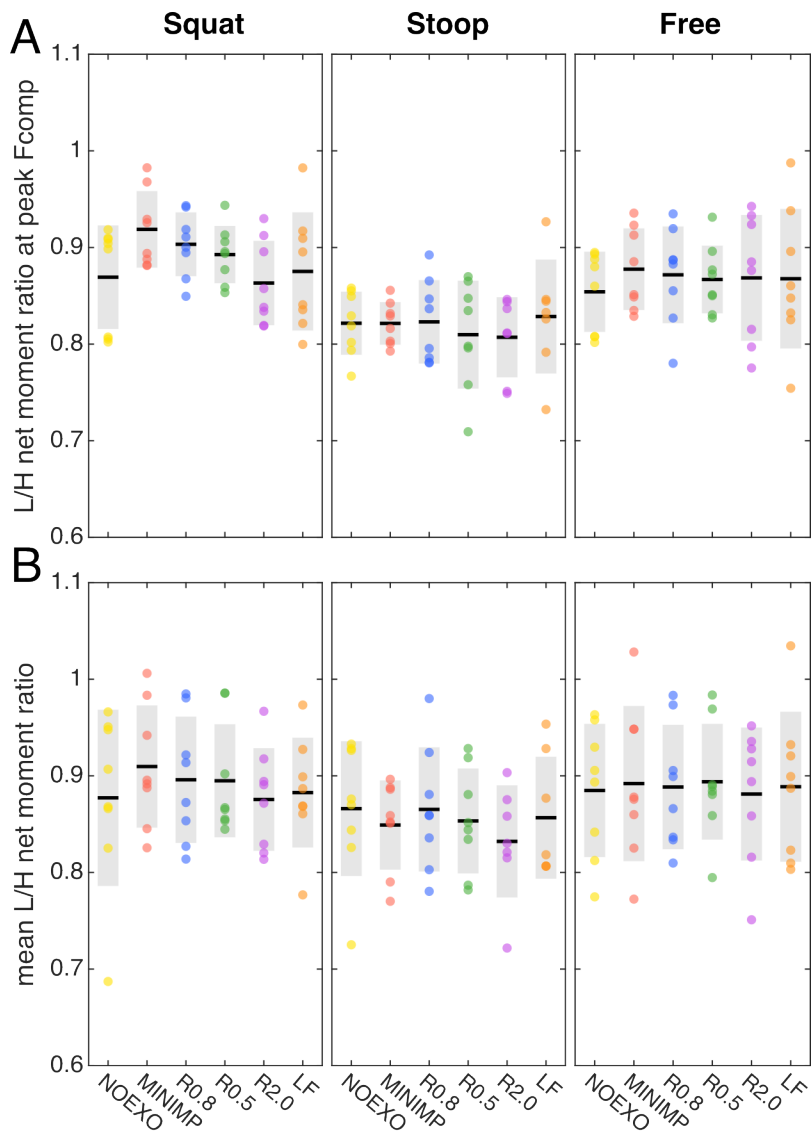 Squat Stoop Free
A
L/H net moment ratio at peak Fcomp
1.1
1
0.9
0.8
0.7
0.6
B
mean L/H net moment ratio
1.1
1
0.9
0.8
0.7
0.6
NOEXO MINIMP R0.8 R0.5 R2.0 LF NOEXO MINIMP R0.8 R0.5 R2.0 LF NOEXO MINIMP R0.8 R0.5 R2.0 LF